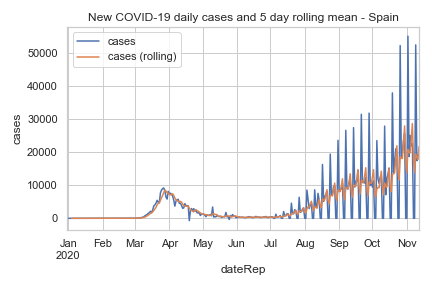 New COVID-19 daily cases and 5 day rolling mean - Spain
cases
cases (rolling)
50000
40000
30000
20000
10000
0
cases
Jan Feb Mar Apr May Jun Jul Aug Sep Oct Nov
2020
dateRep